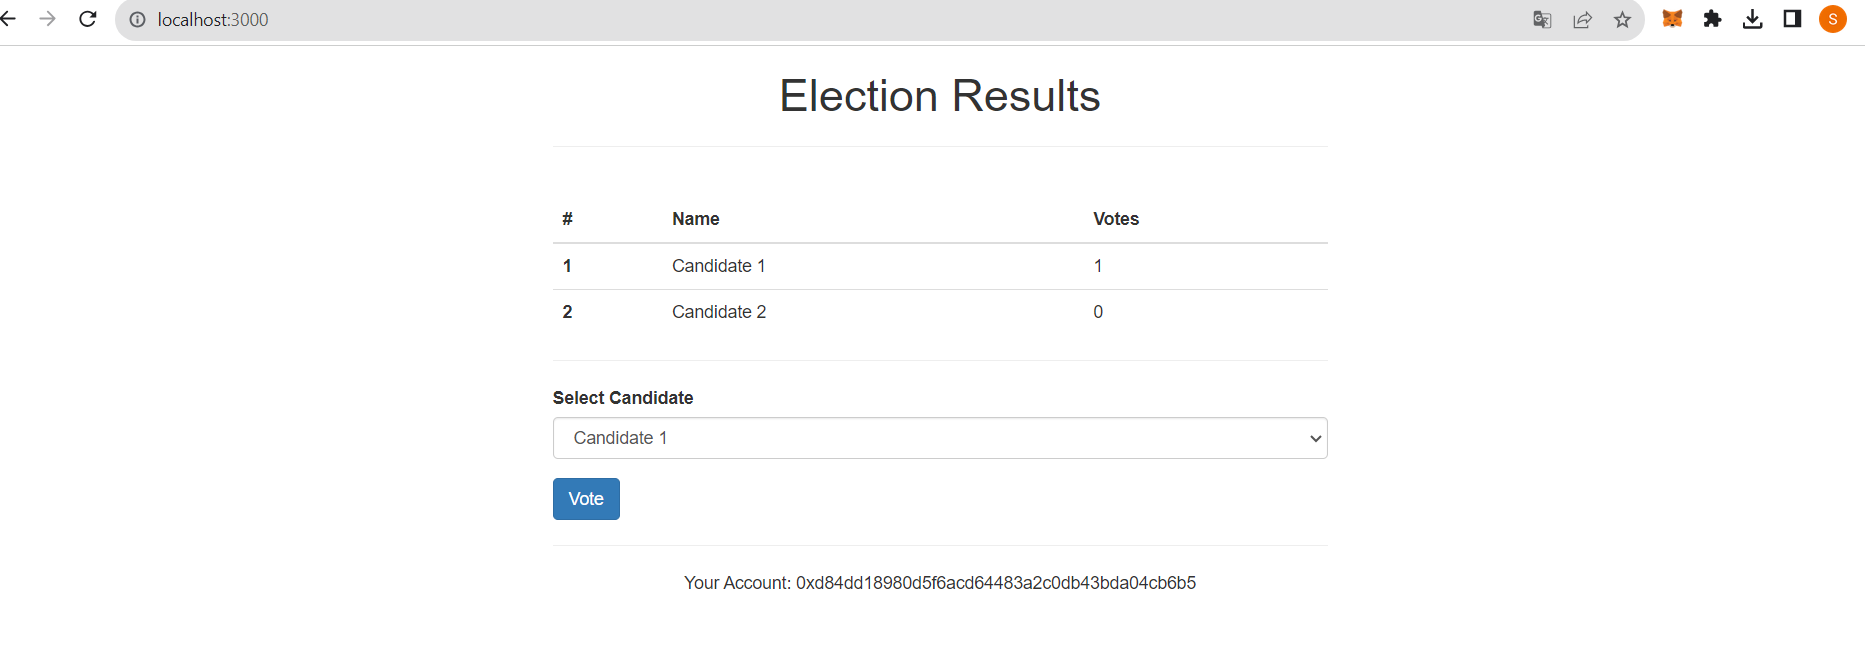 localhost:3000
S
Election Results
# Name Votes
1 Candidate 1 1
2 Candidate 2 0
Select Candidate
Candidate 1
Vote
Your Account: 0xd84dd18980d5f6acd64483a2c0db43bda04cb6b5